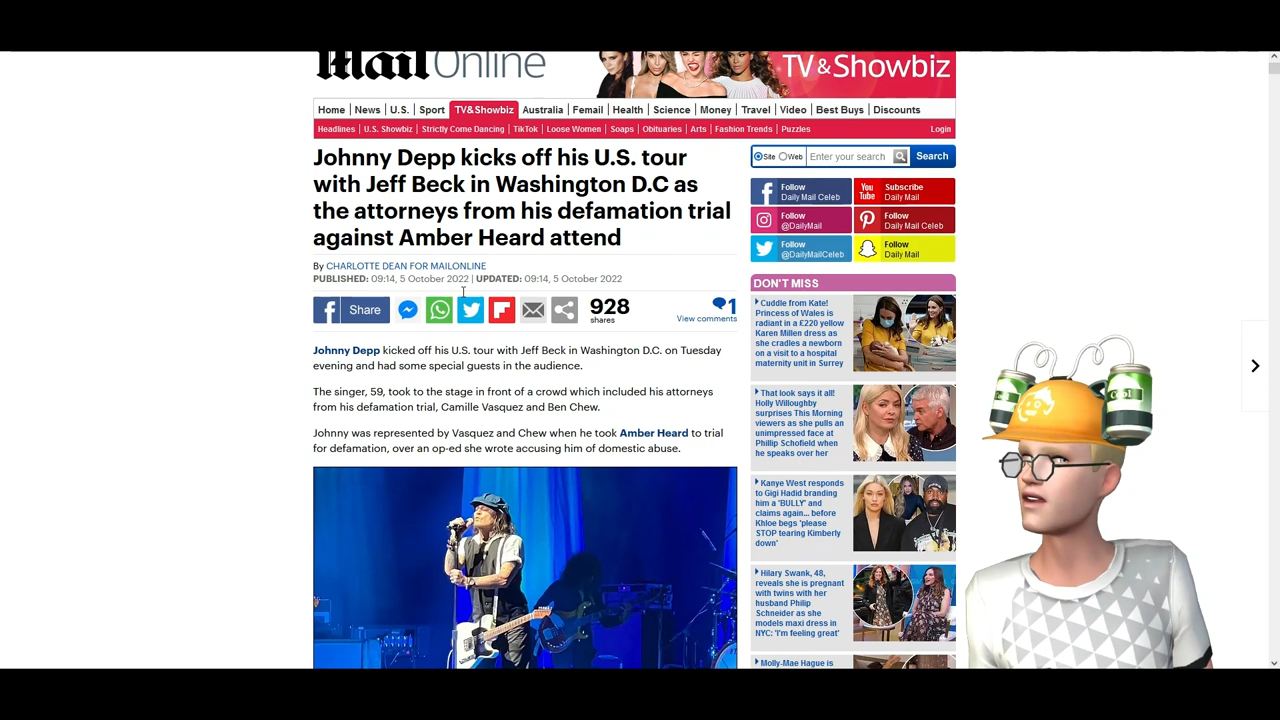 Mail Online
TV&Showbiz
Home | News | U.S. | Sport | TV&Showbiz | Australia | Femail | Health | Science | Money | Travel | Video | Best Buys | Discounts
Headlines | U.S. Showbiz | Strictly Come Dancing | TikTok | Loose Women | Soaps | Obituaries | Arts | Fashion Trends | Puzzles
Login
Johnny Depp kicks off his U.S. tour
with Jeff Beck in Washington D.C as
the attorneys from his defamation trial
against Amber Heard attend
By CHARLOTTE DEAN FOR MAILONLINE
PUBLISHED: 09:14, 5 October 2022 | UPDATED: 09:14, 5 October 2022
Share
928
shares
1
View comments
Johnny Depp kicked off his U.S. tour with Jeff Beck in Washington D.C. on Tuesday
evening and had some special guests in the audience.
The singer, 59, took to the stage in front of a crowd which included his attorneys
from his defamation trial, Camille Vasquez and Ben Chew.
Johnny was represented by Vasquez and Chew when he took Amber Heard to trial
for defamation, over an op-ed she wrote accusing him of domestic abuse.
Site Web Enter your search Search
Follow
Daily Mail Celeb
You
Tube
Subscribe
Daily Mail
Follow
@DailyMail
Follow
Daily Mail Celeb
Follow
@DailyMailCeleb
Follow
Daily Mail
DON'T MISS
Cuddle from Kate!
Princess of Wales is
radiant in a £220 yellow
Karen Millen dress as
she cradles a newborn
on a visit to a hospital
maternity unit in Surrey
That look says it all!
Holly Willoughby
surprises This Morning
viewers as she pulls an
unimpressed face at
Phillip Schofield when
he speaks over her
Kanye West responds
to Gigi Hadid branding
him a 'BULLY' and
claims again... before
Khloe begs 'please
STOP tearing Kimberly
down'
Hilary Swank, 48,
reveals she is pregnant
with twins with her
husband Philip
Schneider as she
models maxi dress in
NYC: 'I'm feeling great'
Molly-Mae Hague is